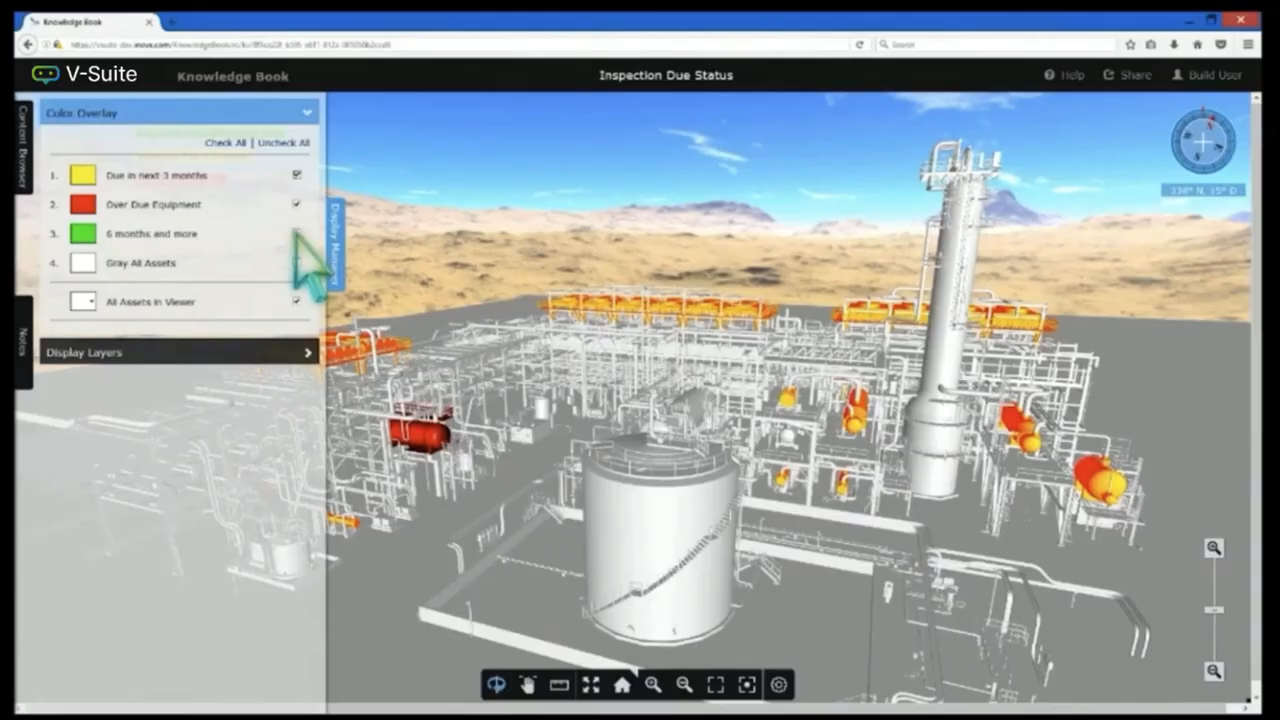 Knowledge Book
Search
V-Suite
Knowledge Book
Inspection Due Status
Help
Share
Build User
Content Browser
Color Overlay
Check All | Uncheck All
1. Due in next 3 months
2. Over Due Equipment
3. 6 months and more
4. Gray All Assets
All Assets in Viewer
Display Manager
Notes
Display Layers